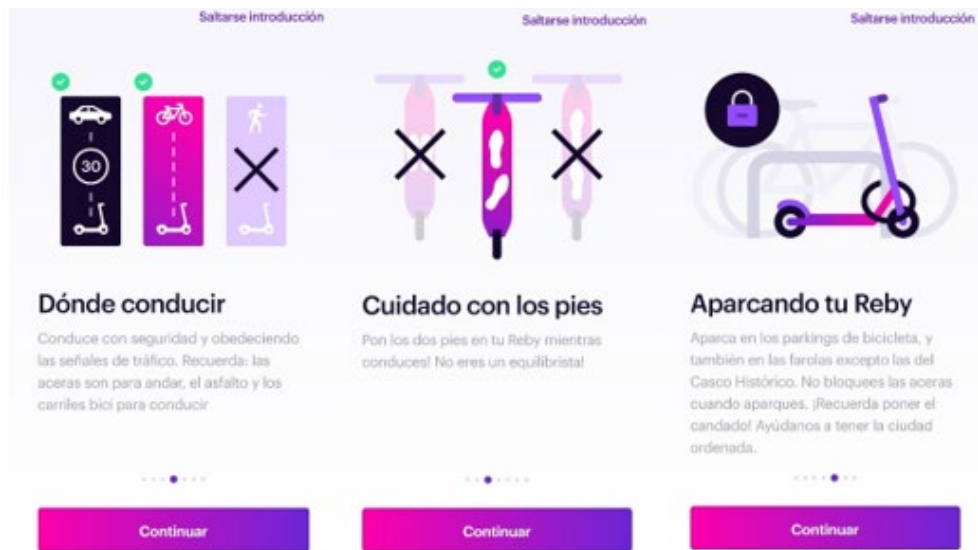 Saltarse introducción
30
Dónde conducir
Conduce con seguridad y obedeciendo
las señales de tráfico. Recuerda: las
aceras son para andar, el asfalto y los
carriles bici para conducir
Continuar
Saltarse introducción
Cuidado con los pies
Pon los dos pies en tu Reby mientras
conduces! No eres un equilibrista!
Continuar
Saltarse introducción
Aparcando tu Reby
Aparca en los parkings de bicicleta, y
también en las farolas excepto las del
Casco Histórico. No bloquees las aceras
cuando aparques. ¡Recuerda poner el
candado! Ayúdanos a tener la ciudad
ordenada.
Continuar